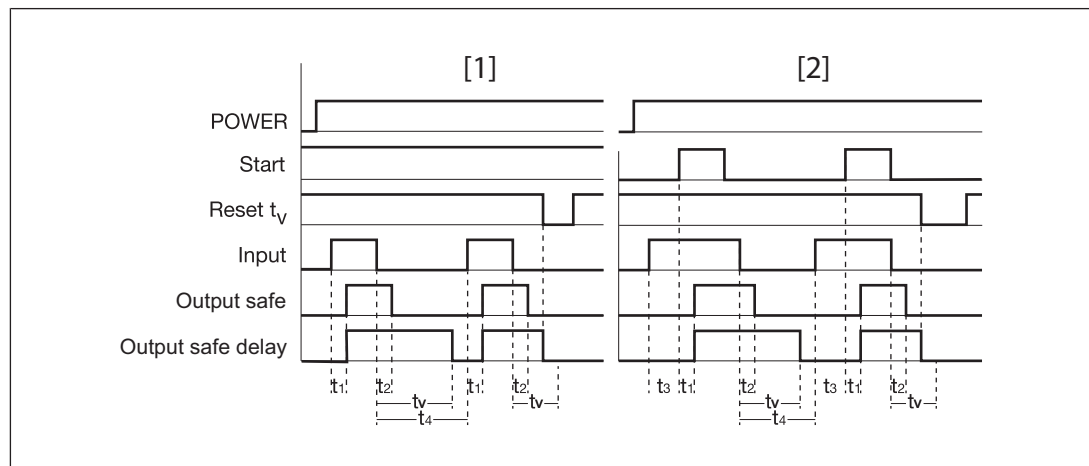 [1] [2]
POWER
Start
Reset tv
Input
Output safe
Output safe delay
t1 t2 t1 t2 t3 t1 t2 t3 t1 t2
tv tv tv tv
t4 t4